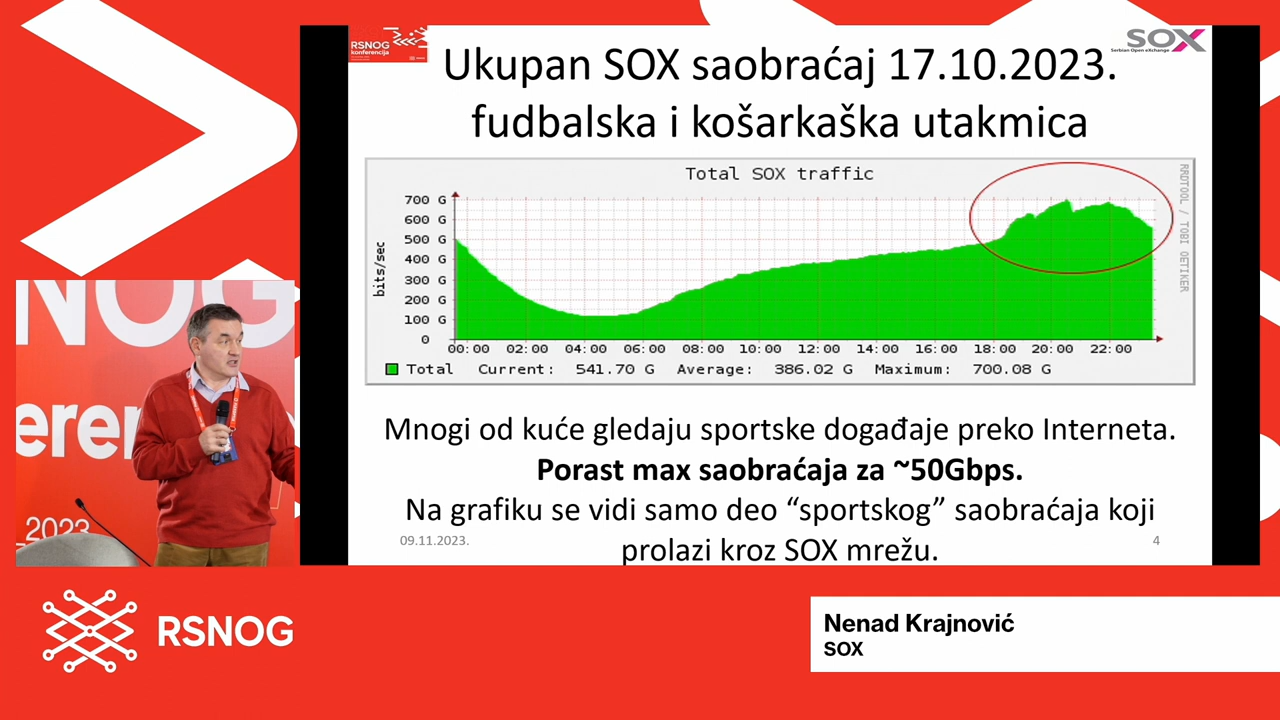 RSNOG
konferencija
SOX
Serbian Open eXchange
Ukupan SOX saobraćaj 17.10.2023.
fudbalska i košarkaška utakmica
Total SOX traffic
RRDTOOL / TOBI OETIKER
bits/sec
700 G
600 G
500 G
400 G
300 G
200 G
100 G
0
00:00 02:00 04:00 06:00 08:00 10:00 12:00 14:00 16:00 18:00 20:00 22:00
Total Current: 541.70 G Average: 386.02 G Maximum: 700.08 G
Mnogi od kuće gledaju sportske događaje preko Interneta.
Porast max saobraćaja za ~50Gbps.
Na grafiku se vidi samo deo “sportskog” saobraćaja koji
prolazi kroz SOX mrežu.
09.11.2023.
4
NOG
eren
_2023
RSNOG
Nenad Krajnović
SOX